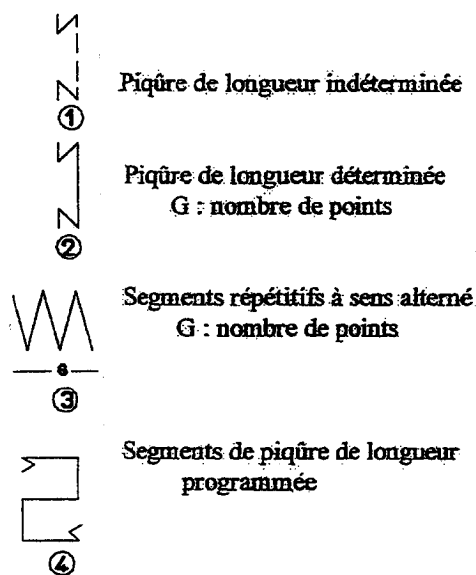 Piqûre de longueur indéterminée
①
Piqûre de longueur déterminée
G : nombre de points
②
Segments répétitifs à sens alterné
G : nombre de points
6
③
Segments de piqûre de longueur
programmée
④